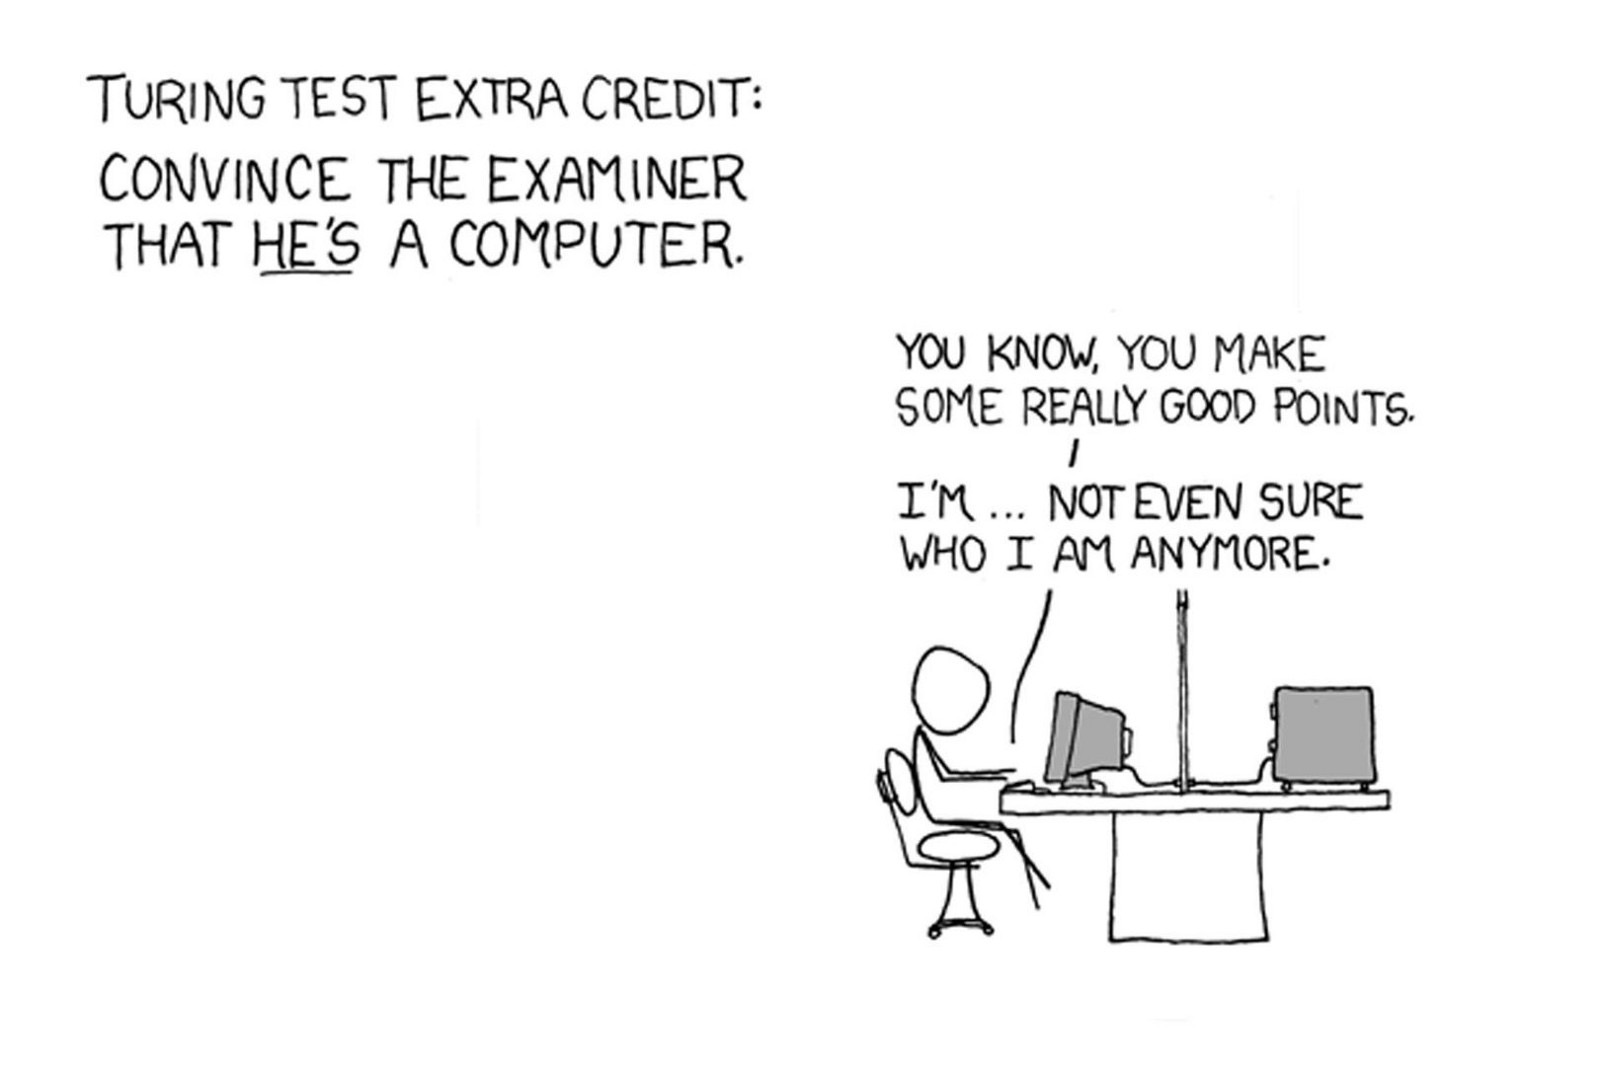 TURING TEST EXTRA CREDIT:
CONVINCE THE EXAMINER
THAT HE'S A COMPUTER.
YOU KNOW, YOU MAKE
SOME REALLY GOOD POINTS.
I'M ... NOT EVEN SURE
WHO I AM ANYMORE.